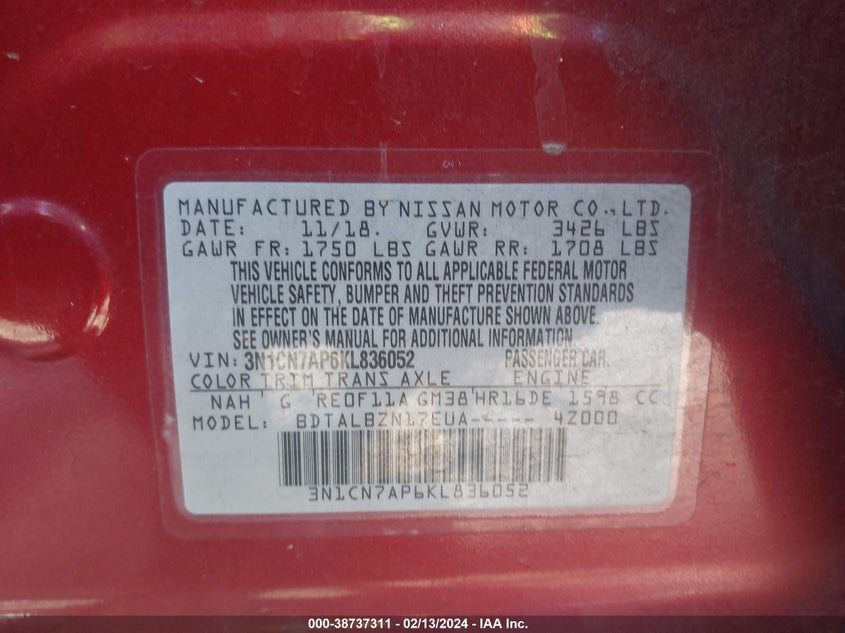 MANUFACTURED BY NISSAN MOTOR CO., LTD.
DATE: 11/18. GVWR: 3426 LBS
GAWR FR: 1750 LBS GAWR RR: 1708 LBS
THIS VEHICLE CONFORMS TO ALL APPLICABLE FEDERAL MOTOR
VEHICLE SAFETY, BUMPER AND THEFT PREVENTION STANDARDS
IN EFFECT ON THE DATE OF MANUFACTURE SHOWN ABOVE.
SEE OWNER'S MANUAL FOR ADDITIONAL INFORMATION.
VIN: 3N1CN7AP6KL836052 PASSENGER CAR.
COLOR TRIM TRANS AXLE ENGINE
NAH G RE0F11A GM38 HR16DE 1598 CC
MODEL: BDTALBZN17EUA----- 4Z000
3N1CN7AP6KL836052
000-38737311 - 02/13/2024 - IAA Inc.